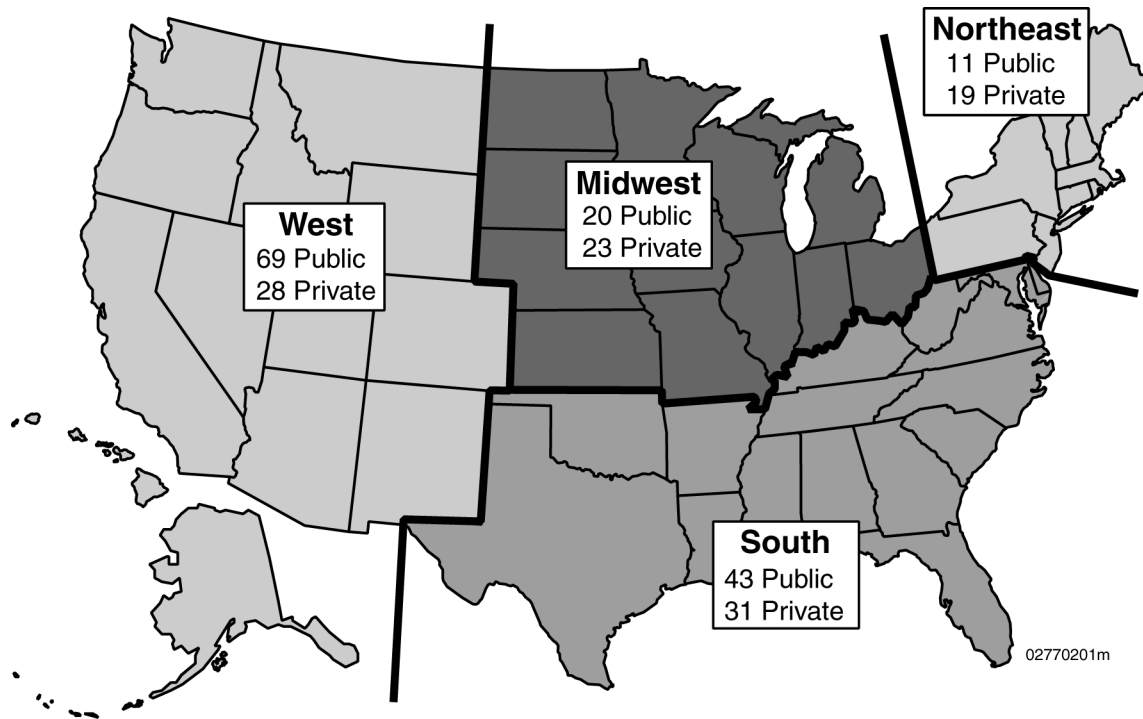 Northeast
11 Public
19 Private
Midwest
20 Public
23 Private
West
69 Public
28 Private
South
43 Public
31 Private
02770201m